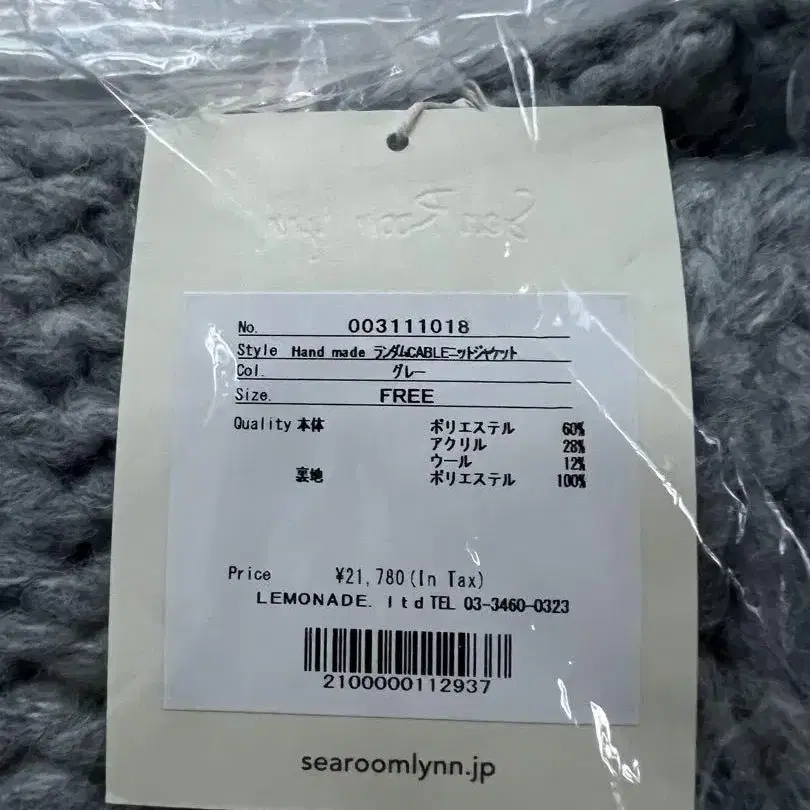 No. 003111018
Style Hand made ランダムCABLEニットジャケット
Col. グレー
Size. FREE
Quality 本体 ポリエステル 60%
アクリル 28%
ウール 12%
裏地 ポリエステル 100%
Price ¥21,780(In Tax)
LEMONADE. ltd TEL 03-3460-0323
2100000112937
searoomlynn.jp